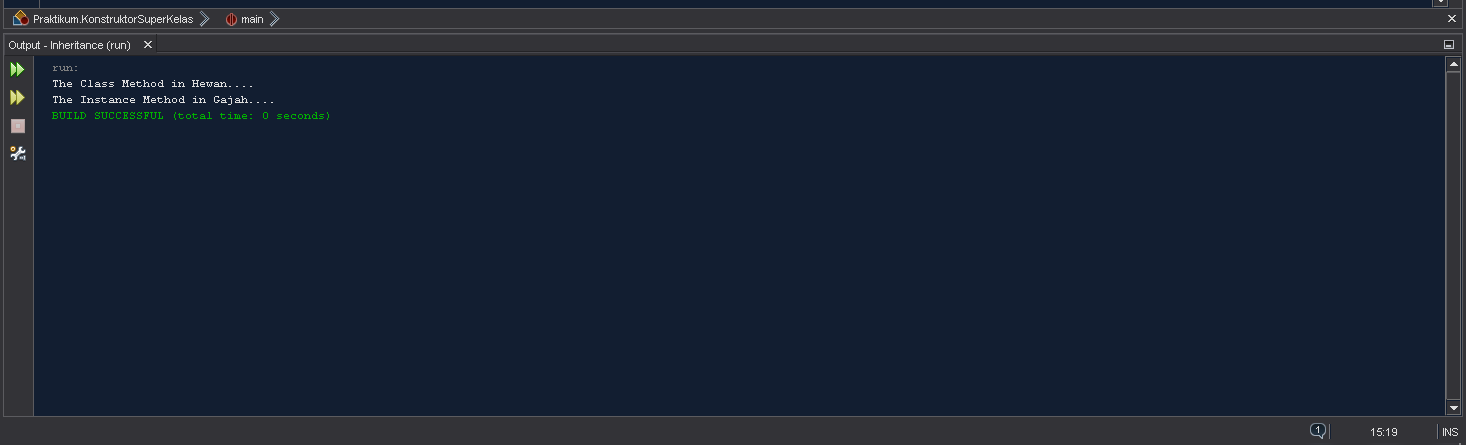 Praktikum.KonstruktorSuperKelas main
Output - Inheritance (run)
run:
The Class Method in Hewan....
The Instance Method in Gajah....
BUILD SUCCESSFUL (total time: 0 seconds)
1 15:19 INS